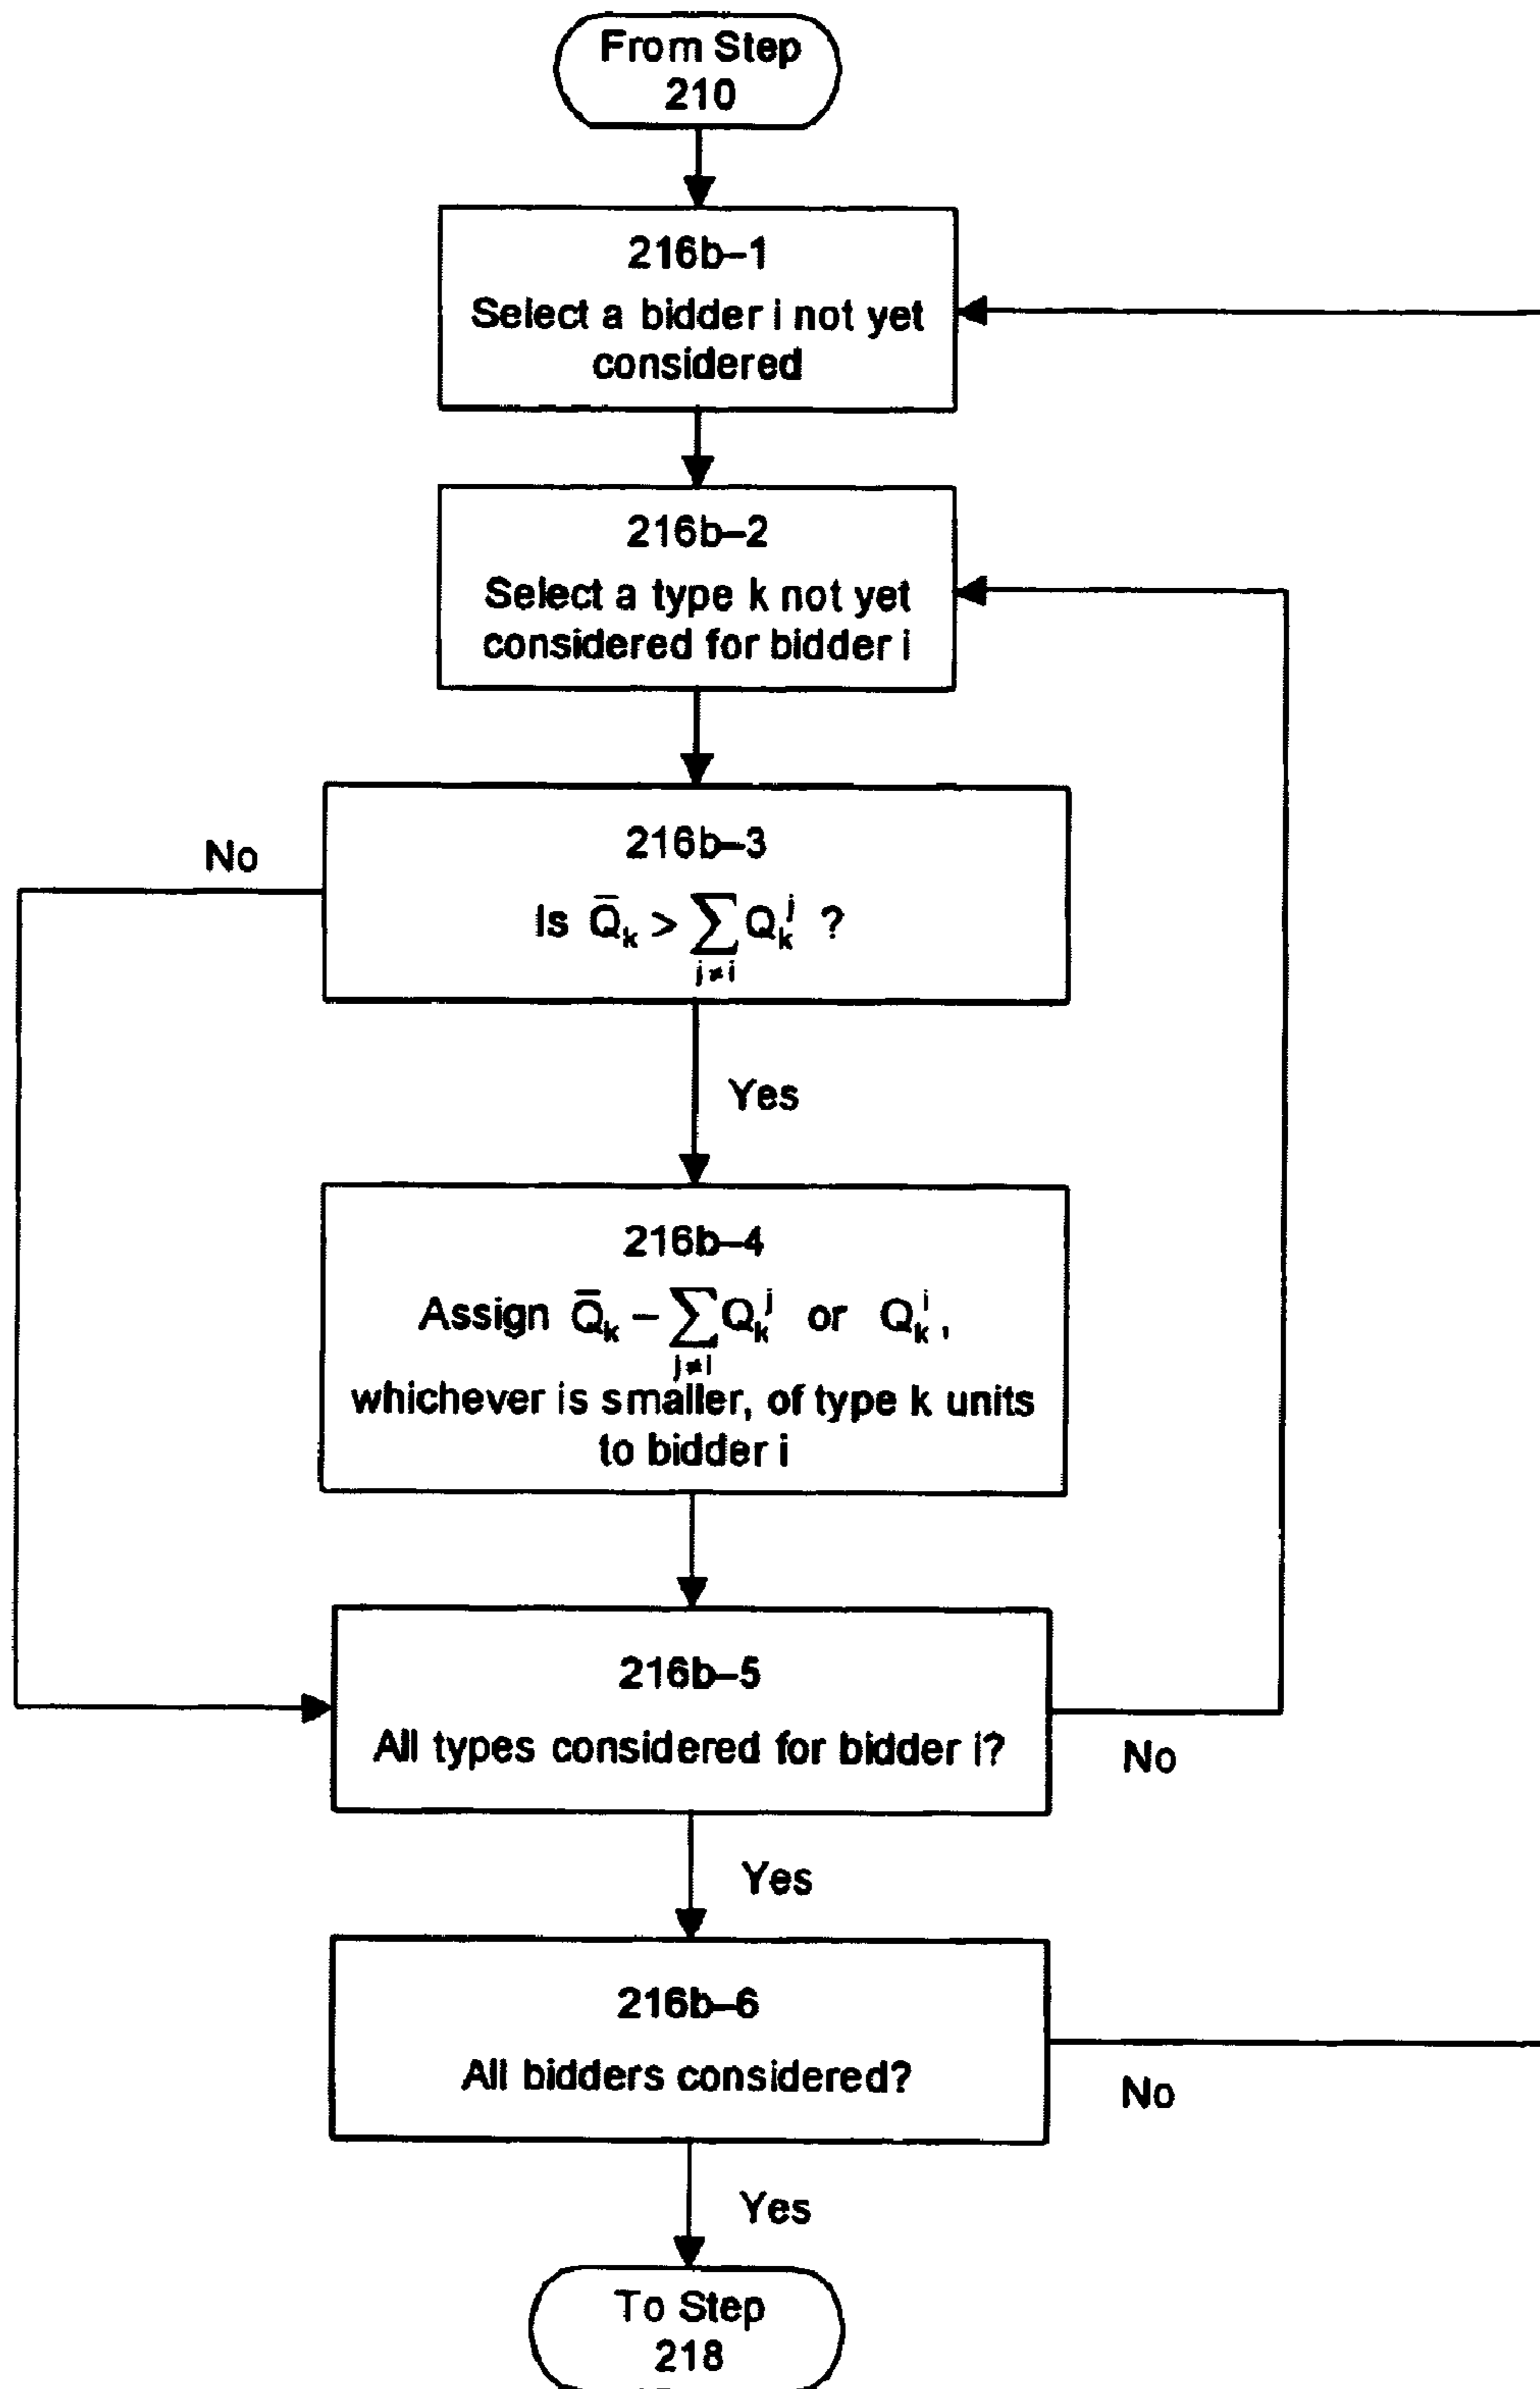 From Step
210
216b–1
Select a bidder i not yet
considered
216b–2
Select a type k not yet
considered for bidder i
No
216b–3
Is Q̄ₖ > ∑ Qₖʲ ?
j≠i
Yes
216b–4
Assign Q̄ₖ – ∑ Qₖʲ or Qₖⁱ,
j≠i
whichever is smaller, of type k units
to bidder i
216b–5
All types considered for bidder i?
No
Yes
216b–6
All bidders considered?
No
Yes
To Step
218